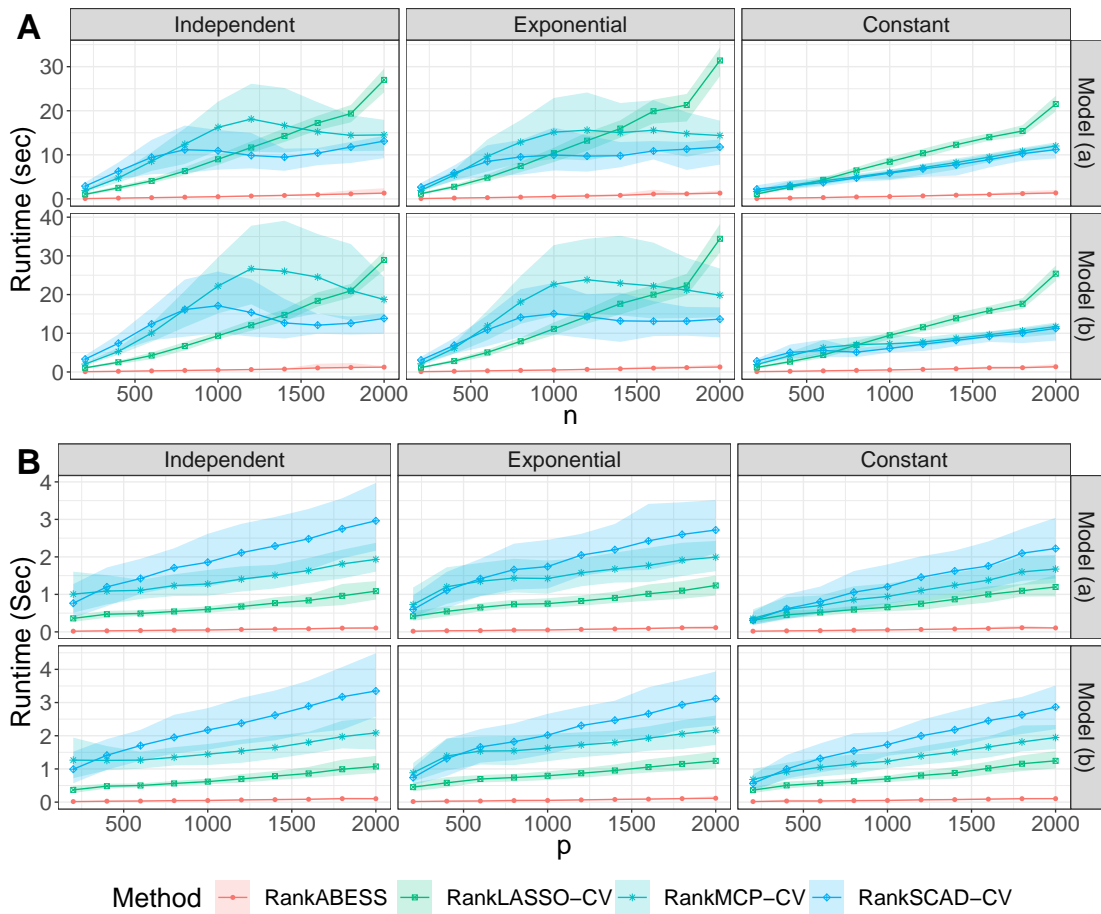 A
Independent
Exponential
Constant
30
20
10
0
Model (a)
40
30
20
10
0
Model (b)
Runtime (sec)
500
1000
1500
2000
500
1000
1500
2000
500
1000
1500
2000
n
B
Independent
Exponential
Constant
4
3
2
1
0
Model (a)
4
3
2
1
0
Model (b)
Runtime (Sec)
500
1000
1500
2000
500
1000
1500
2000
500
1000
1500
2000
p
Method
RankABESS
RankLASSO−CV
RankMCP−CV
RankSCAD−CV